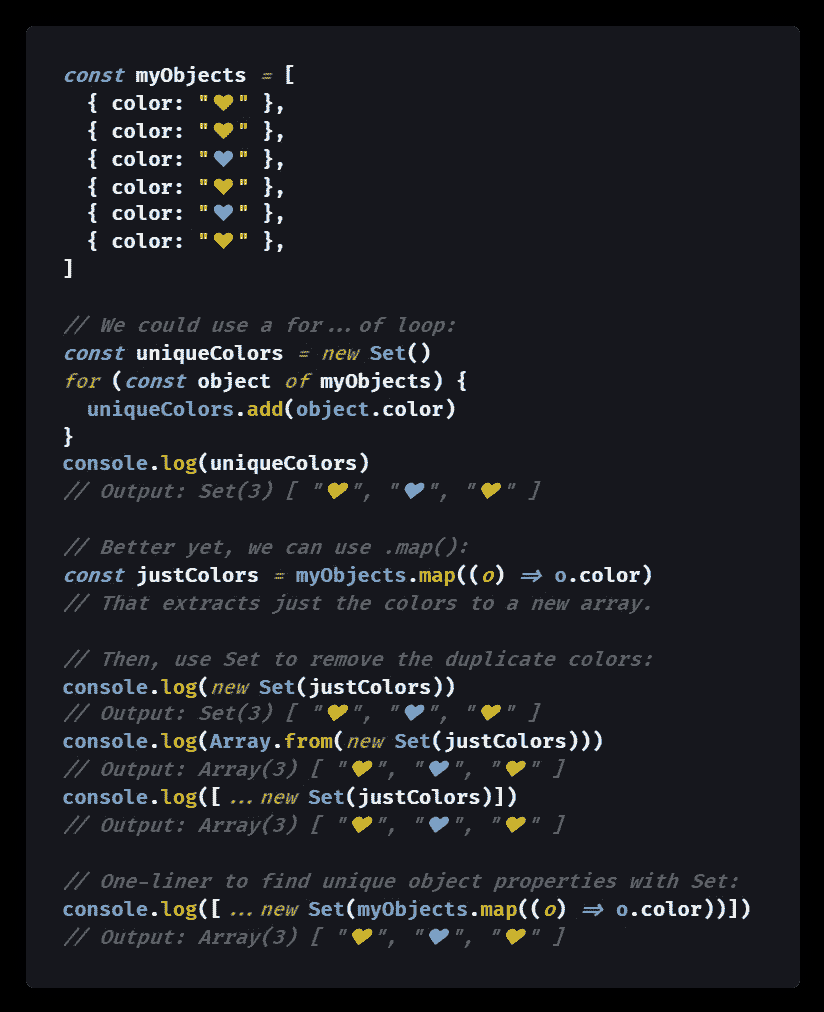 const myObjects = [
  { color: "💛" },
  { color: "💛" },
  { color: "💙" },
  { color: "💛" },
  { color: "💙" },
  { color: "💛" },
]
// We could use a for...of loop:
const uniqueColors = new Set()
for (const object of myObjects) {
  uniqueColors.add(object.color)
}
console.log(uniqueColors)
// Output: Set(3) [ "💛", "💙", "💛" ]
// Better yet, we can use .map():
const justColors = myObjects.map((o) => o.color)
// That extracts just the colors to a new array.
// Then, use Set to remove the duplicate colors:
console.log(new Set(justColors))
// Output: Set(3) [ "💛", "💙", "💛" ]
console.log(Array.from(new Set(justColors)))
// Output: Array(3) [ "💛", "💙", "💛" ]
console.log([...new Set(justColors)])
// Output: Array(3) [ "💛", "💙", "💛" ]
// One-liner to find unique object properties with Set:
console.log([...new Set(myObjects.map((o) => o.color))])
// Output: Array(3) [ "💛", "💙", "💛" ]